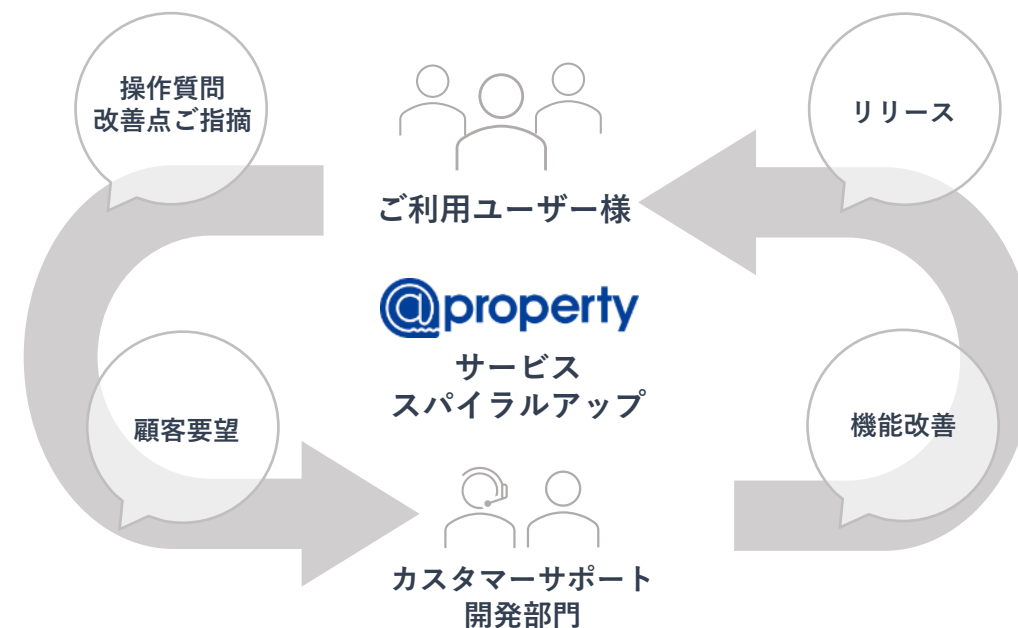 操作質問
改善点ご指摘
リリース
ご利用ユーザー様
@property
サービス
スパイラルアップ
顧客要望
機能改善
カスタマーサポート
開発部門